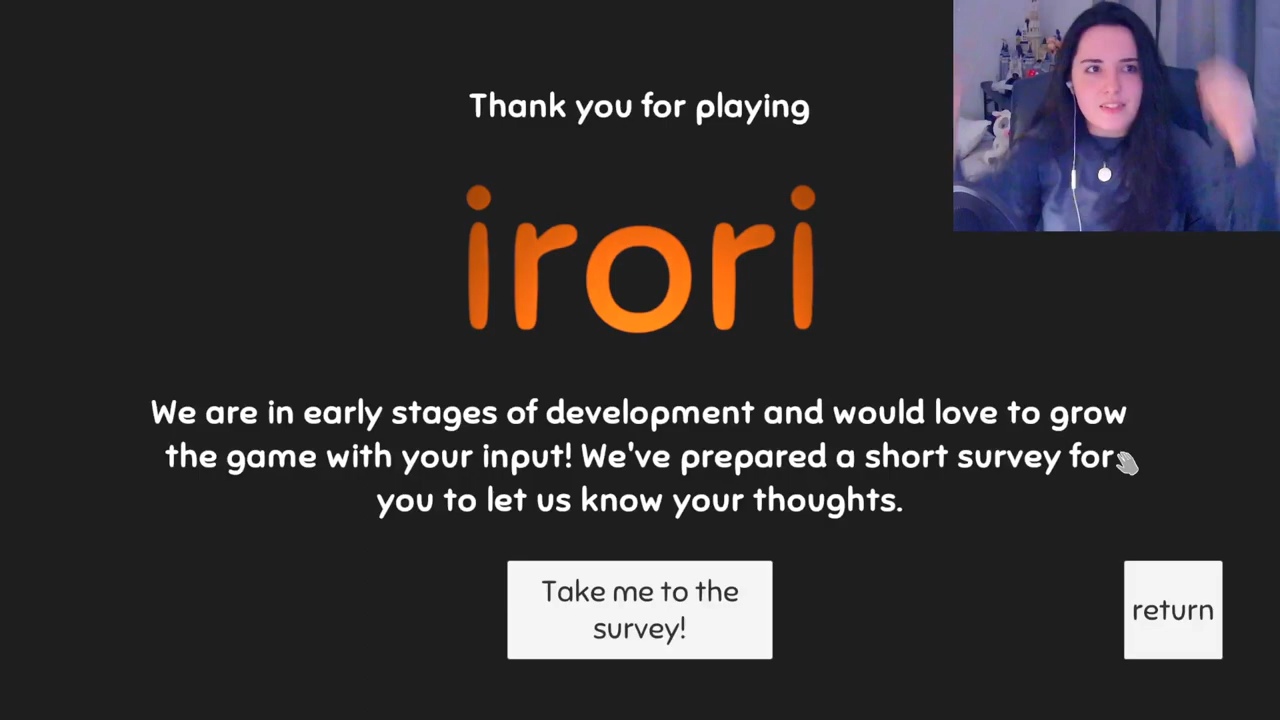 Thank you for playing
irori
We are in early stages of development and would love to grow
the game with your input! We've prepared a short survey for
you to let us know your thoughts.
Take me to the
survey!
return